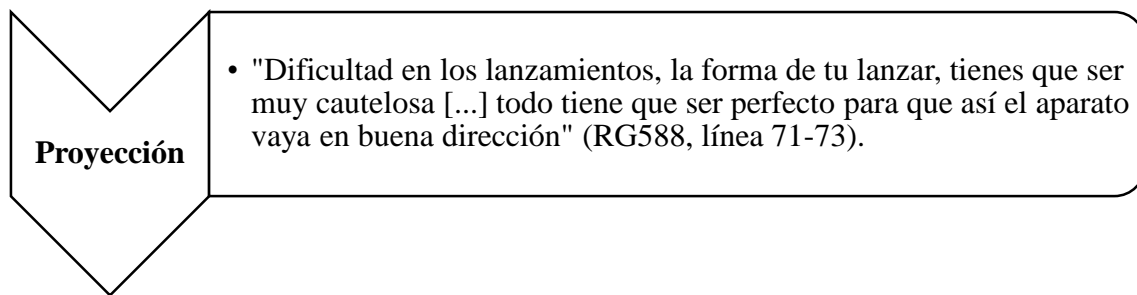 Proyección
• "Dificultad en los lanzamientos, la forma de tu lanzar, tienes que ser
muy cautelosa [...] todo tiene que ser perfecto para que así el aparato
vaya en buena dirección" (RG588, línea 71-73).